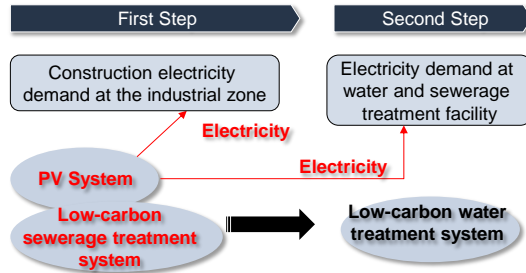 First Step
Second Step
Construction electricity
demand at the industrial zone
Electricity demand at
water and sewerage
treatment facility
Electricity
Electricity
PV System
Low-carbon
sewerage treatment
system
Low-carbon water
treatment system